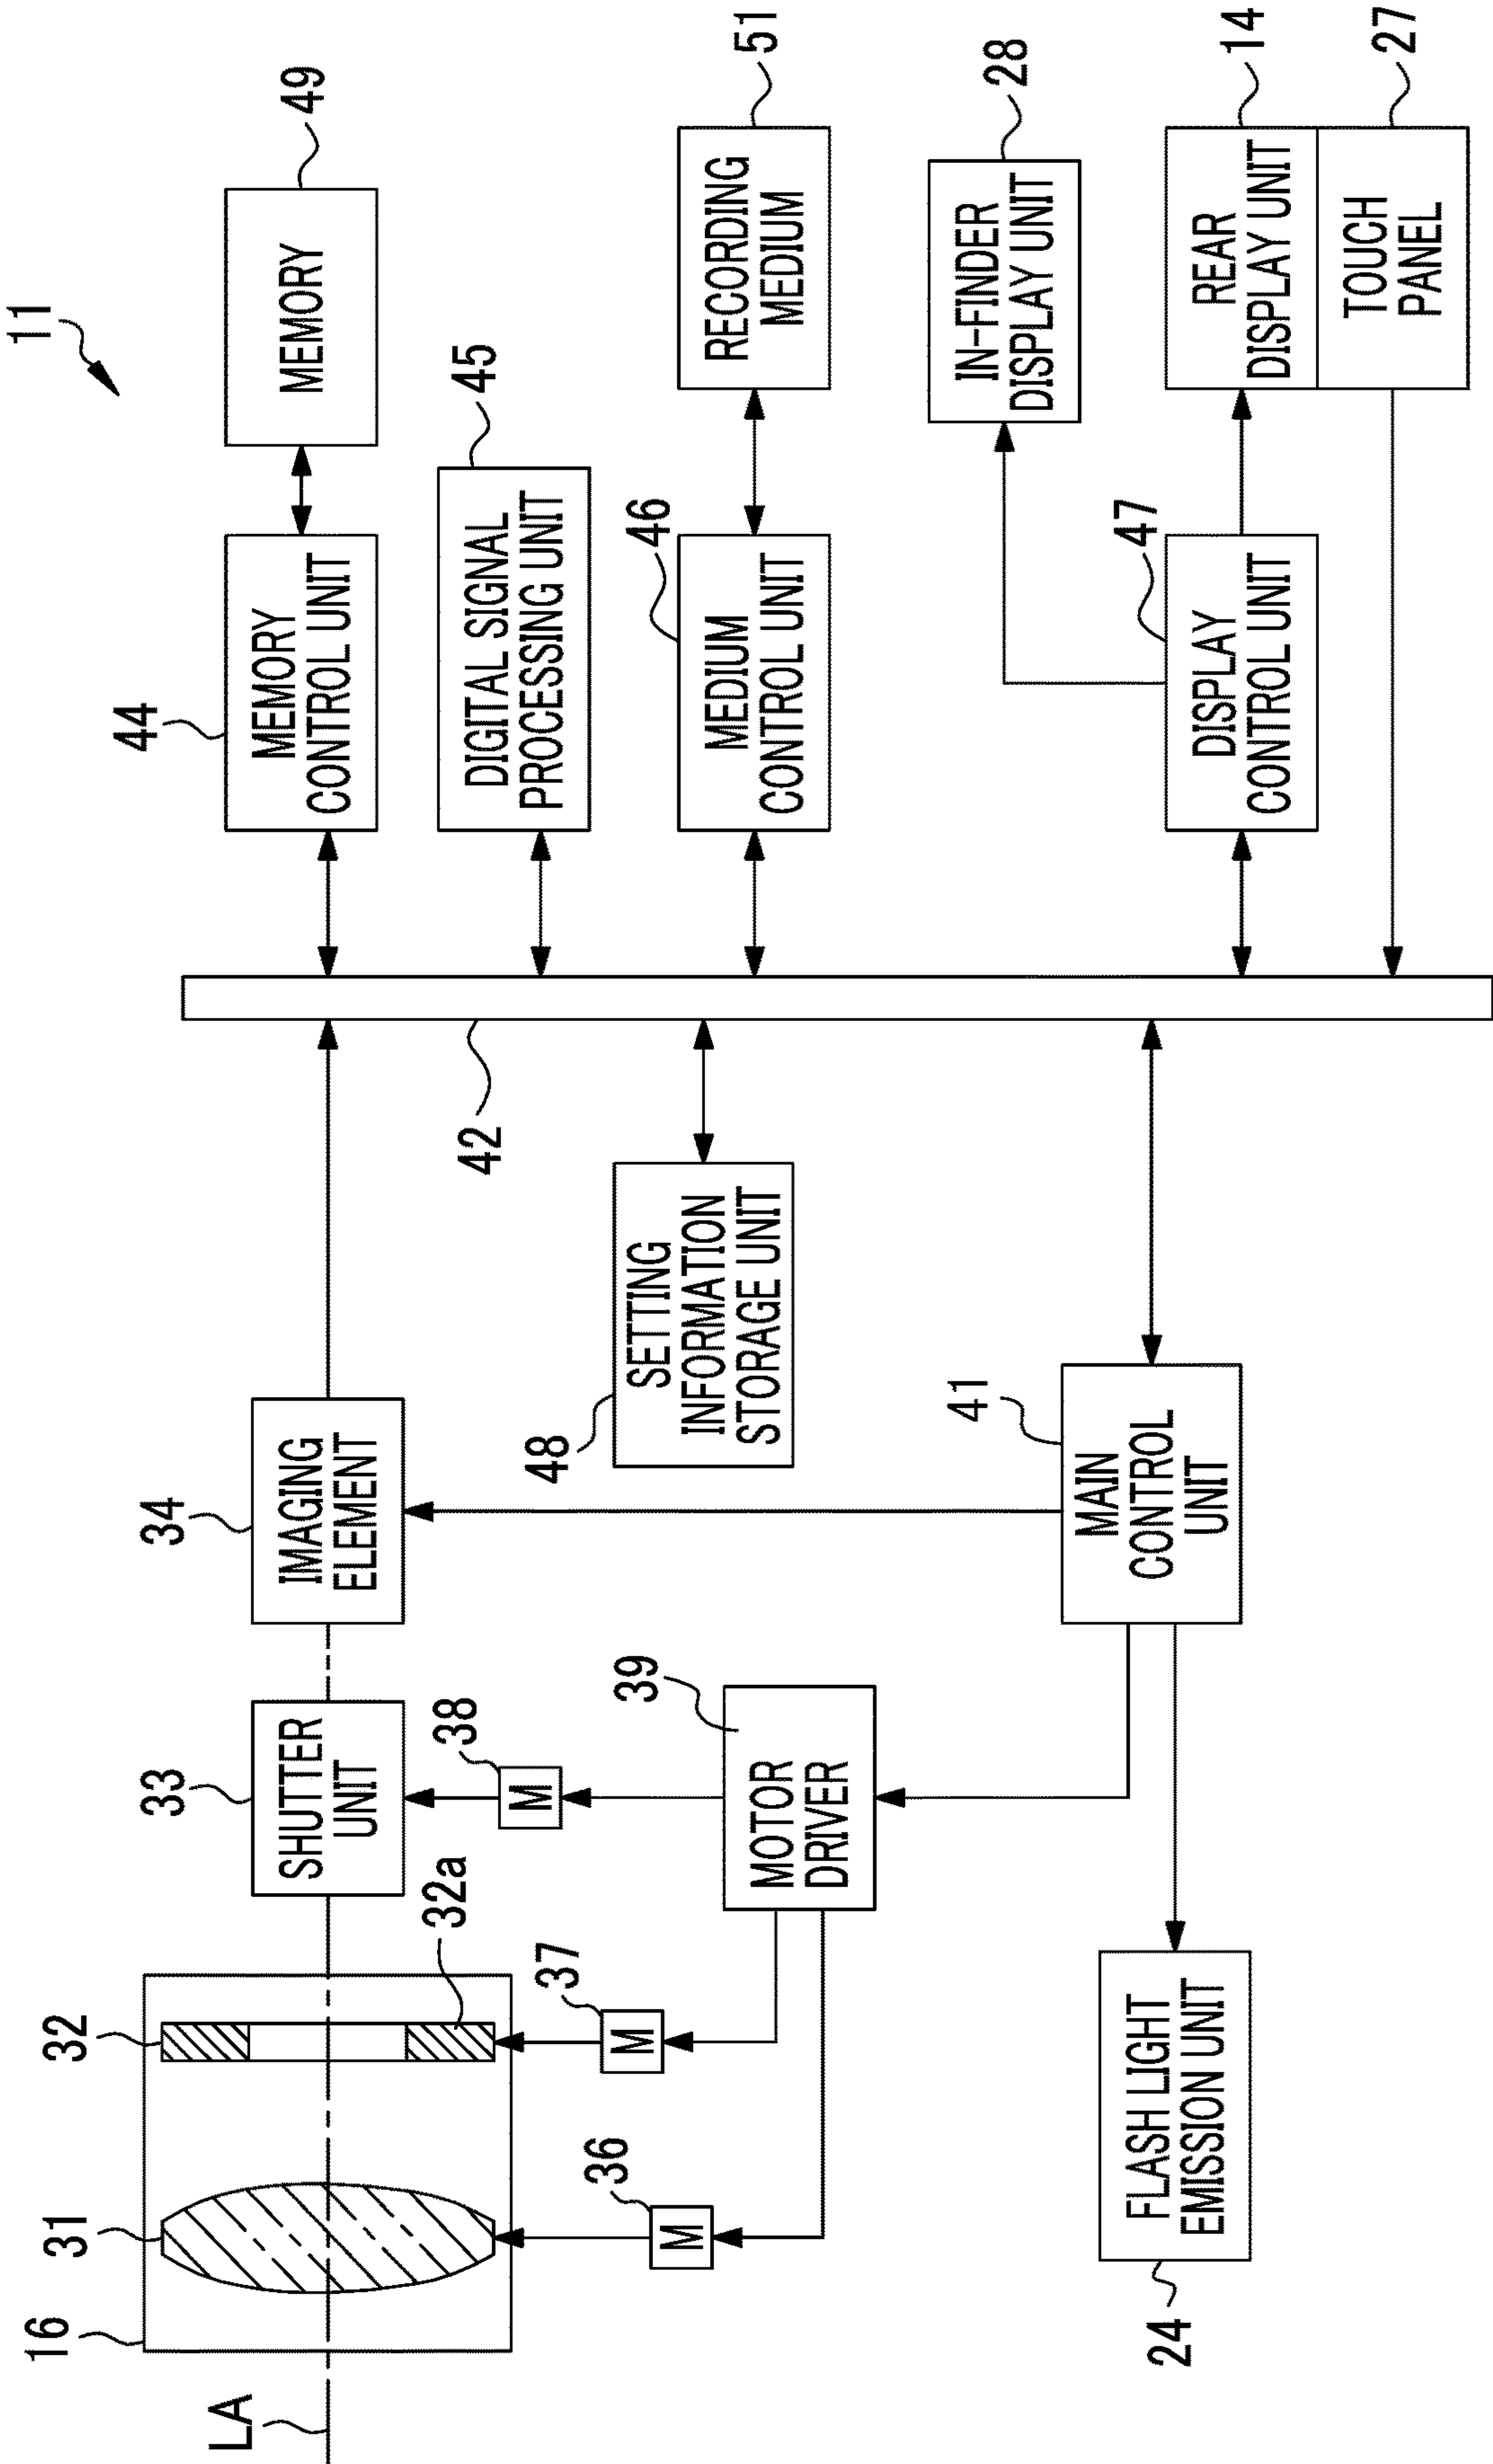 11
16
31
32
32a
33
SHUTTER
UNIT
34
IMAGING
ELEMENT
44
MEMORY
CONTROL UNIT
49
MEMORY
LA
45
DIGITAL SIGNAL
PROCESSING UNIT
36
M
37
M
38
M
39
MOTOR
DRIVER
48
SETTING
INFORMATION
STORAGE UNIT
42
46
MEDIUM
CONTROL UNIT
51
RECORDING
MEDIUM
28
IN-FINDER
DISPLAY UNIT
24
FLASH LIGHT
EMISSION UNIT
41
MAIN
CONTROL
UNIT
47
DISPLAY
CONTROL UNIT
14
REAR
DISPLAY UNIT
27
TOUCH
PANEL